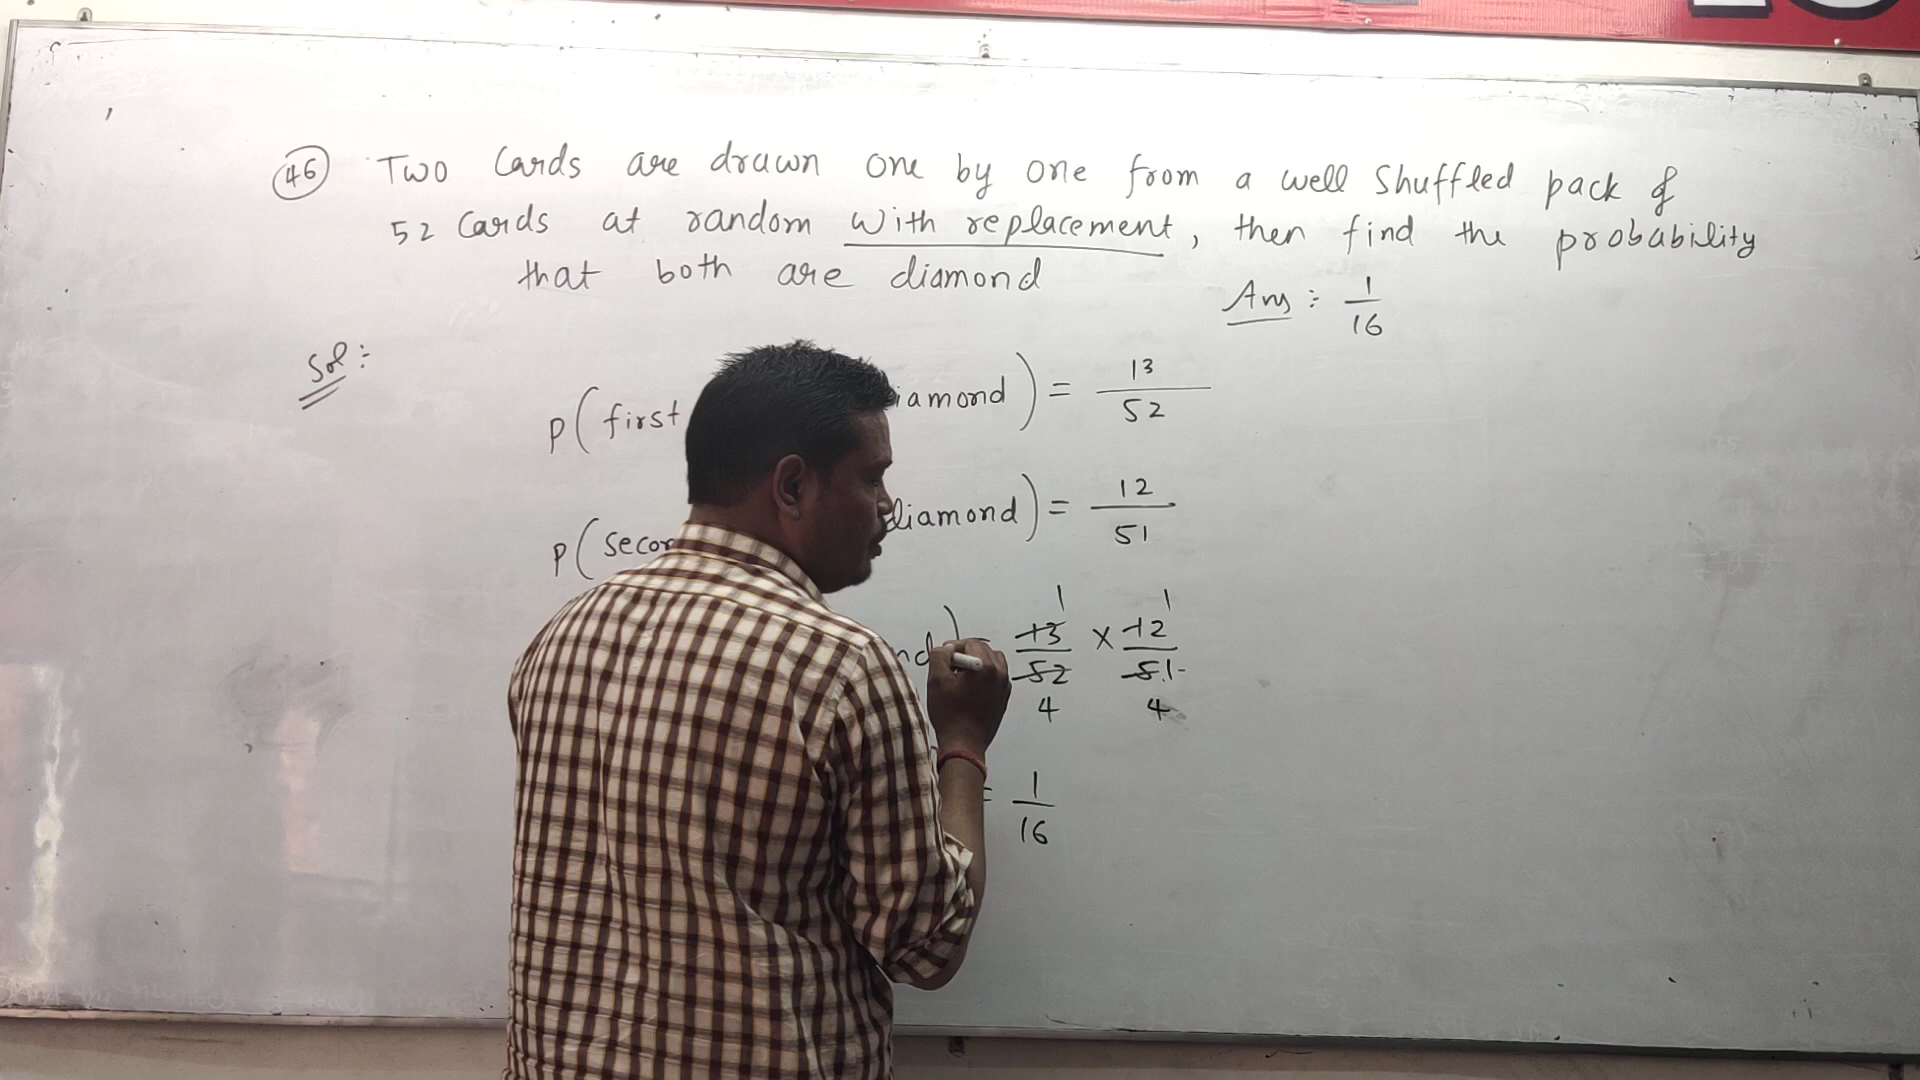 46 Two Cards are drawn one by one from a well Shuffled pack of
52 Cards at random with replacement, then find the probability
that both are diamond
Ans : 1/16
Sol :
P( first iamond ) = 13/52
P( secon diamond ) = 12/51
nd ) = 13/52 × 12/51
1 1
4 4
= 1/16